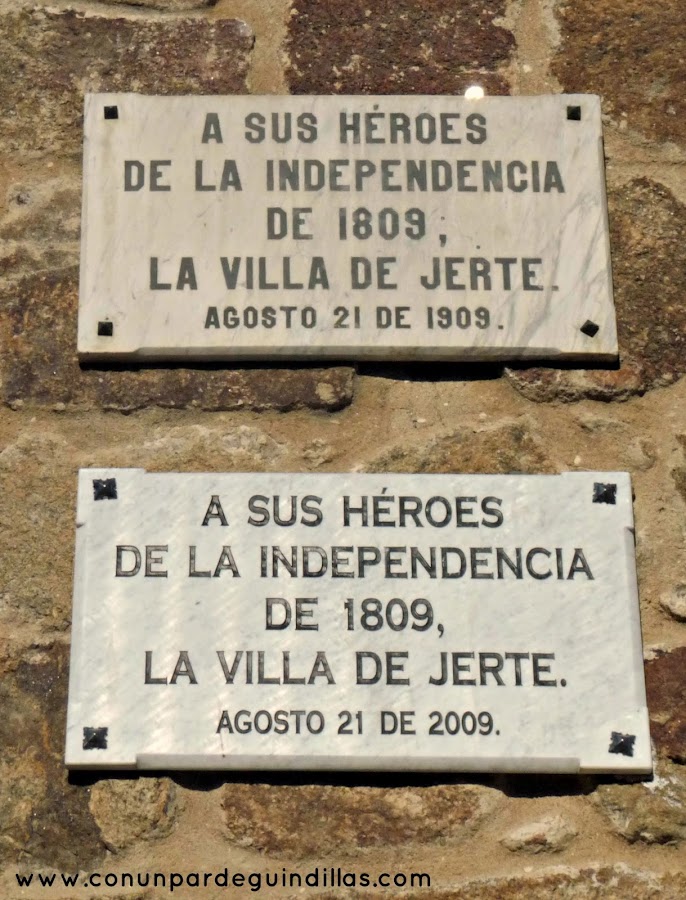 A SUS HÉROES
DE LA INDEPENDENCIA
DE 1809;
LA VILLA DE JERTE.
AGOSTO 21 DE 1909.
A SUS HÉROES
DE LA INDEPENDENCIA
DE 1809,
LA VILLA DE JERTE.
AGOSTO 21 DE 2009.
www.conunpardeguindillas.com